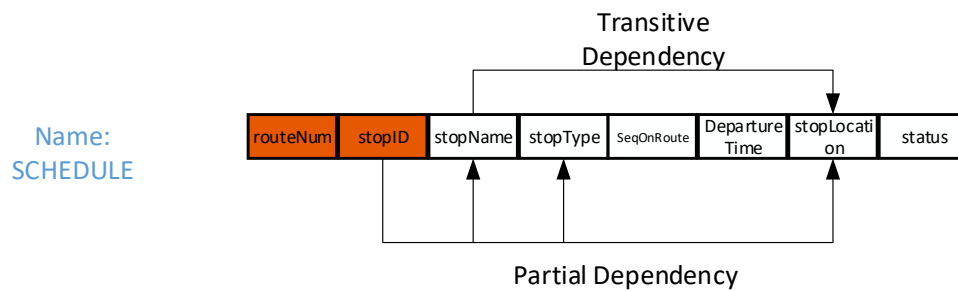 Transitive
Dependency
Name:
SCHEDULE
routeNum
stopID
stopName
stopType
SeqOnRoute
Departure
Time
stopLocati
on
status
Partial Dependency